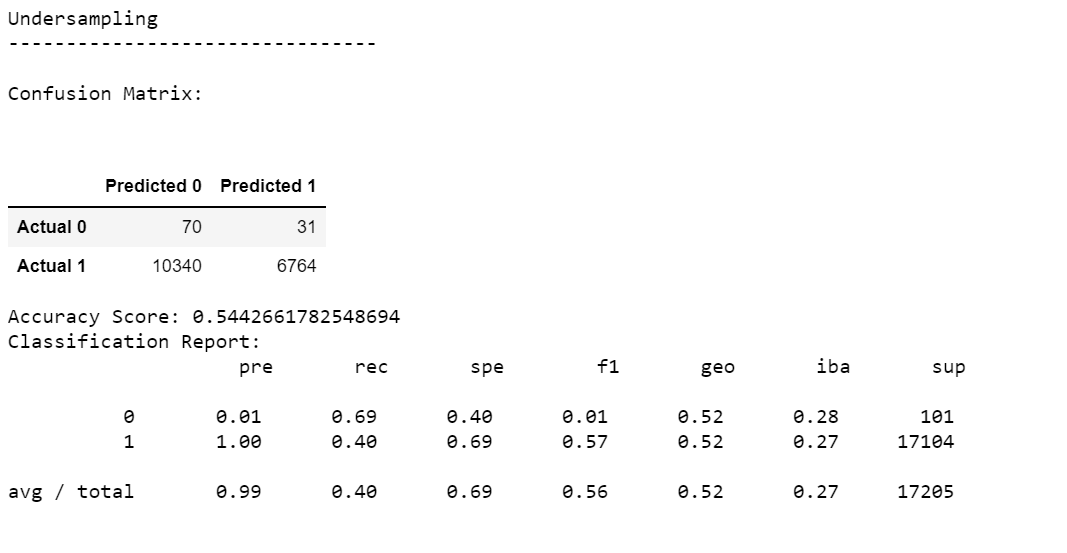 Undersampling
--------------------------------
Confusion Matrix:
Predicted 0 Predicted 1
Actual 0 70 31
Actual 1 10340 6764
Accuracy Score: 0.5442661782548694
Classification Report:
pre rec spe f1 geo iba sup
0 0.01 0.69 0.40 0.01 0.52 0.28 101
1 1.00 0.40 0.69 0.57 0.52 0.27 17104
avg / total 0.99 0.40 0.69 0.56 0.52 0.27 17205